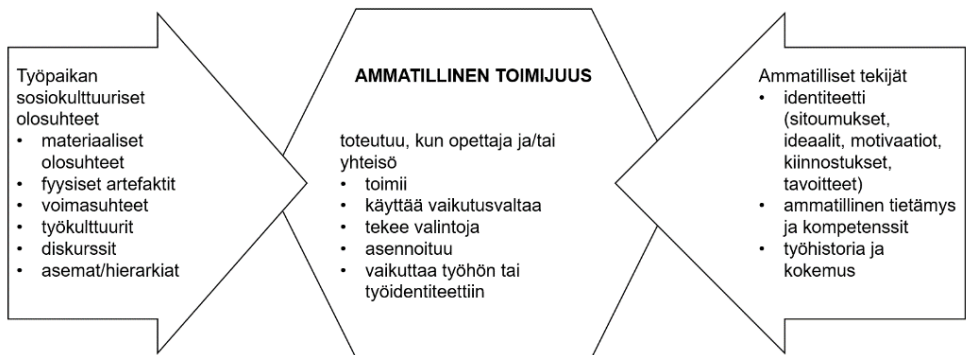 Työpaikan
sosiokulttuuriset
olosuhteet
• materiaaliset
olosuhteet
• fyysiset artefaktit
• voimasuhteet
• työkulttuurit
• diskurssit
• asemat/hierarkiat
AMMATILLINEN TOIMIJUUS
toteutuu, kun opettaja ja/tai
yhteisö
• toimii
• käyttää vaikutusvaltaa
• tekee valintoja
• asennoituu
• vaikuttaa työhön tai
työidentiteettiin
Ammatilliset tekijät
• identiteetti
(sitoumukset,
ideaalit, motivaatiot,
kiinnostukset,
tavoitteet)
• ammatillinen tietämys
ja kompetenssit
• työhistoria ja
kokemus